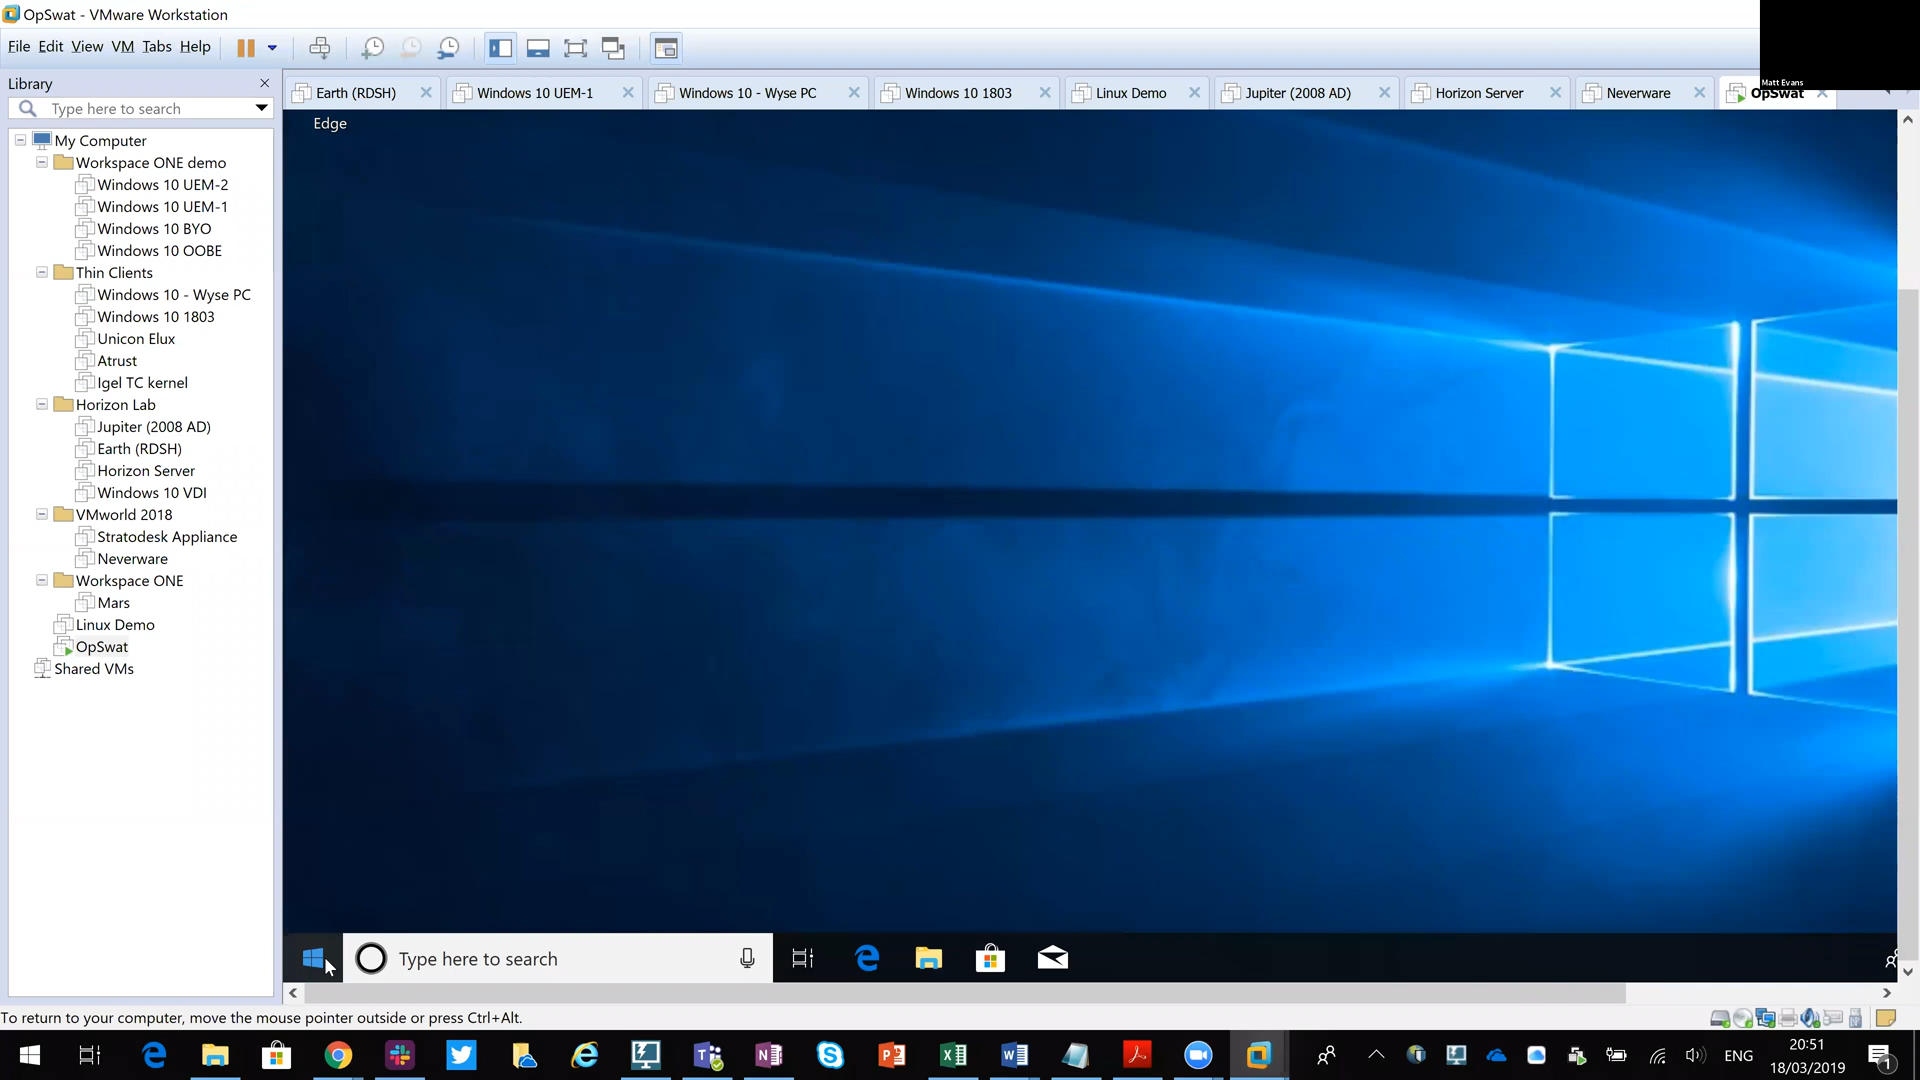 OpSwat - VMware Workstation
File Edit View VM Tabs Help
Matt Evans
Library
Type here to search
Earth (RDSH)
Windows 10 UEM-1
Windows 10 - Wyse PC
Windows 10 1803
Linux Demo
Jupiter (2008 AD)
Horizon Server
Neverware
OpSwat
My Computer
Workspace ONE demo
Windows 10 UEM-2
Windows 10 UEM-1
Windows 10 BYO
Windows 10 OOBE
Thin Clients
Windows 10 - Wyse PC
Windows 10 1803
Unicon Elux
Atrust
Igel TC kernel
Horizon Lab
Jupiter (2008 AD)
Earth (RDSH)
Horizon Server
Windows 10 VDI
VMworld 2018
Stratodesk Appliance
Neverware
Workspace ONE
Mars
Linux Demo
OpSwat
Shared VMs
Edge
Type here to search
To return to your computer, move the mouse pointer outside or press Ctrl+Alt.
ENG
20:51
18/03/2019
1